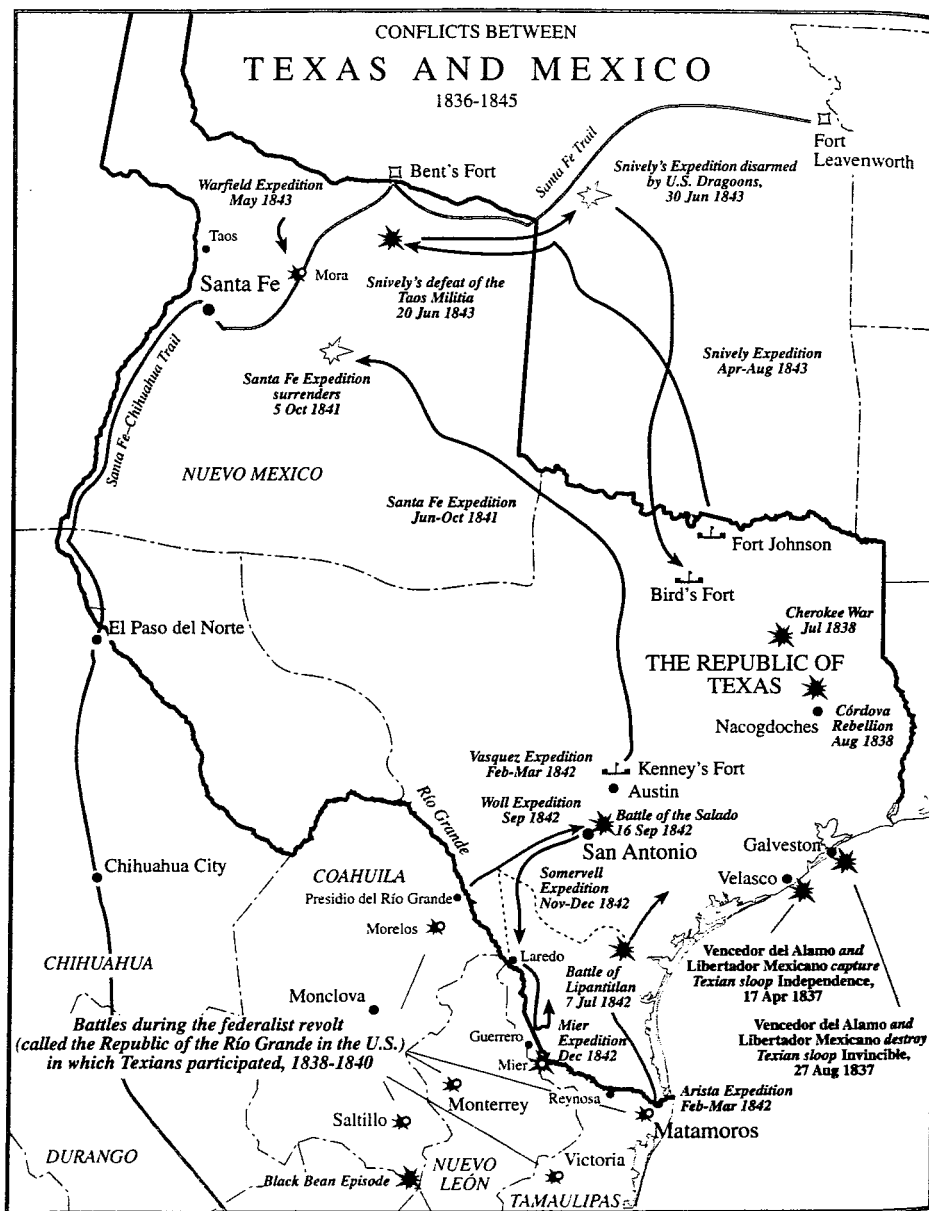 CONFLICTS BETWEEN
TEXAS AND MEXICO
1836-1845
Santa Fe Trail
Fort
Leavenworth
Bent's Fort
Snively's Expedition disarmed
by U.S. Dragoons,
30 Jun 1843
Warfield Expedition
May 1843
Taos
Santa Fe
Mora
Snively's defeat of the
Taos Militia
20 Jun 1843
Santa Fe–Chihuahua Trail
Santa Fe Expedition
surrenders
5 Oct 1841
Snively Expedition
Apr-Aug 1843
NUEVO MEXICO
Santa Fe Expedition
Jun-Oct 1841
Fort Johnson
Bird's Fort
El Paso del Norte
Cherokee War
Jul 1838
THE REPUBLIC OF
TEXAS
Nacogdoches
Córdova
Rebellion
Aug 1838
Vasquez Expedition
Feb-Mar 1842
Kenney's Fort
Austin
Río Grande
Woll Expedition
Sep 1842
Battle of the Salado
16 Sep 1842
San Antonio
Galveston
Velasco
Chihuahua City
COAHUILA
Presidio del Río Grande
Somervell
Expedition
Nov-Dec 1842
Morelos
CHIHUAHUA
Laredo
Battle of
Lipantitlan
7 Jul 1842
Vencedor del Alamo and
Libertador Mexicano capture
Texian sloop Independence,
17 Apr 1837
Monclova
Battles during the federalist revolt
(called the Republic of the Río Grande in the U.S.)
in which Texians participated, 1838-1840
Guerrero
Mier
Mier
Expedition
Dec 1842
Vencedor del Alamo and
Libertador Mexicano destroy
Texian sloop Invincible,
27 Aug 1837
Monterrey
Reynosa
Arista Expedition
Feb-Mar 1842
Saltillo
Matamoros
DURANGO
Black Bean Episode
NUEVO
LEÓN
Victoria
TAMAULIPAS